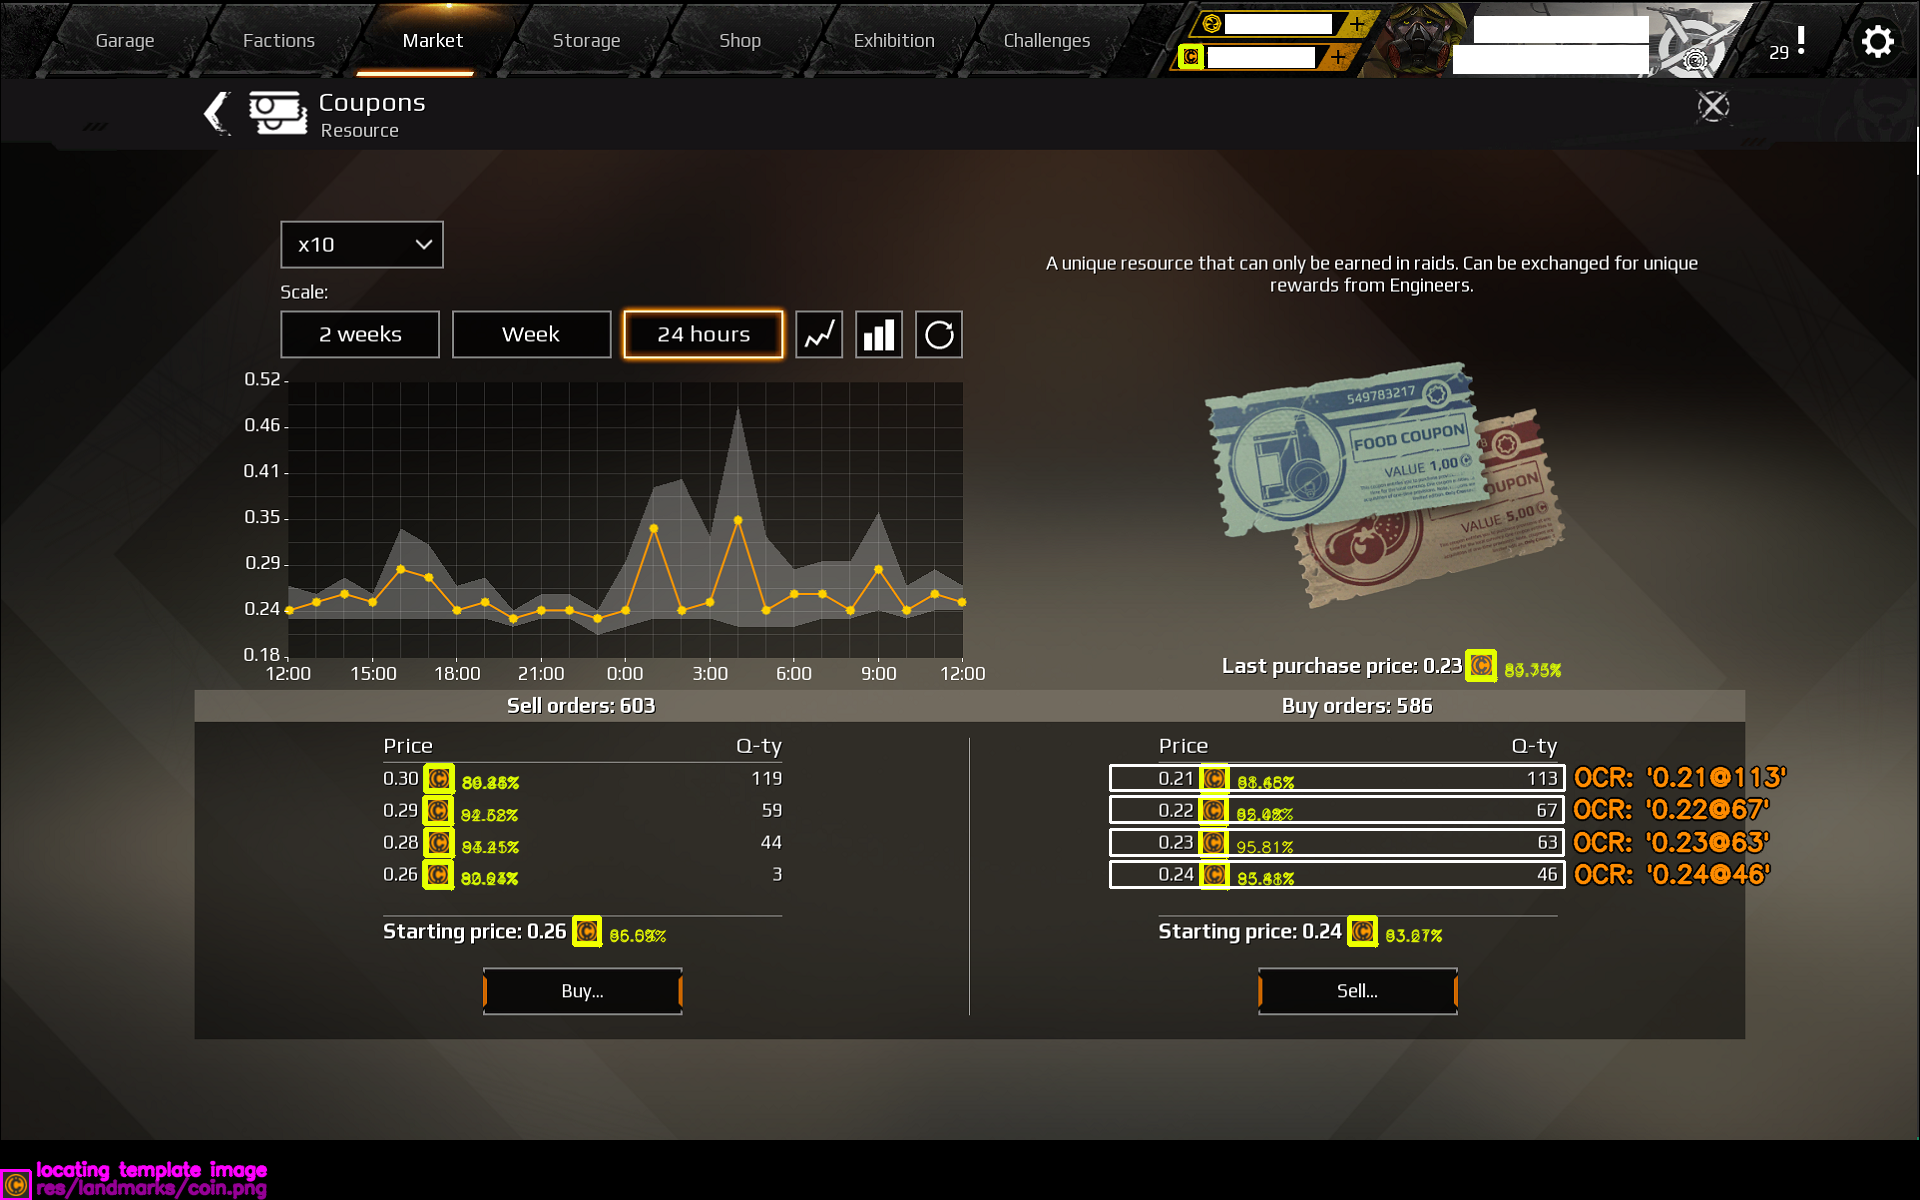 Garage Factions Market Storage Shop Exhibition Challenges
29 !
Coupons
Resource
x10
Scale:
2 weeks Week 24 hours
0.52
0.46
0.41
0.35
0.29
0.24
0.18
12:00 15:00 18:00 21:00 0:00 3:00 6:00 9:00 12:00
A unique resource that can only be earned in raids. Can be exchanged for unique
rewards from Engineers.
549783217
FOOD COUPON
VALUE 1,00
OUPON
VALUE 5,00
Last purchase price: 0.23
Sell orders: 603
Price Q-ty
0.30 119
0.29 59
0.28 44
0.26 3
Starting price: 0.26
Buy...
Buy orders: 586
Price Q-ty
0.21 113 OCR: '0.21@113'
0.22 67 OCR: '0.22@67'
0.23 95.81% 63 OCR: '0.23@63'
0.24 46 OCR: '0.24@46'
Starting price: 0.24
Sell...
locating template image
res/landmarks/coin.png